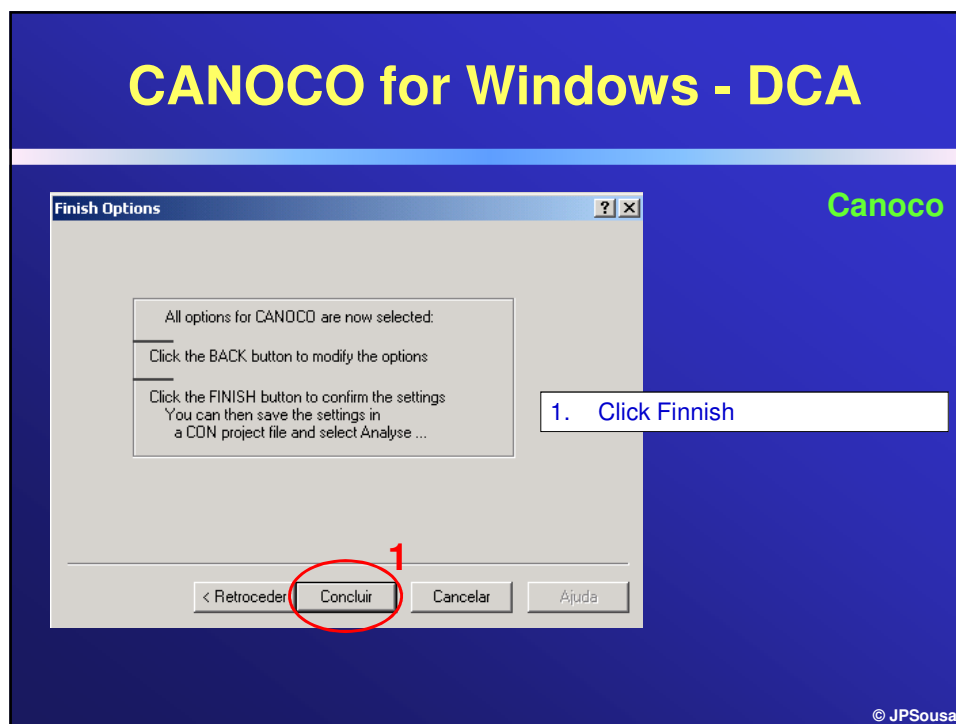 CANOCO for Windows - DCA
Canoco
Finish Options
? ×
All options for CANOCO are now selected:
Click the BACK button to modify the options
Click the FINISH button to confirm the settings
You can then save the settings in
a CON project file and select Analyse ...
1. Click Finnish
1
< Retroceder Concluir Cancelar Ajuda
© JPSousa